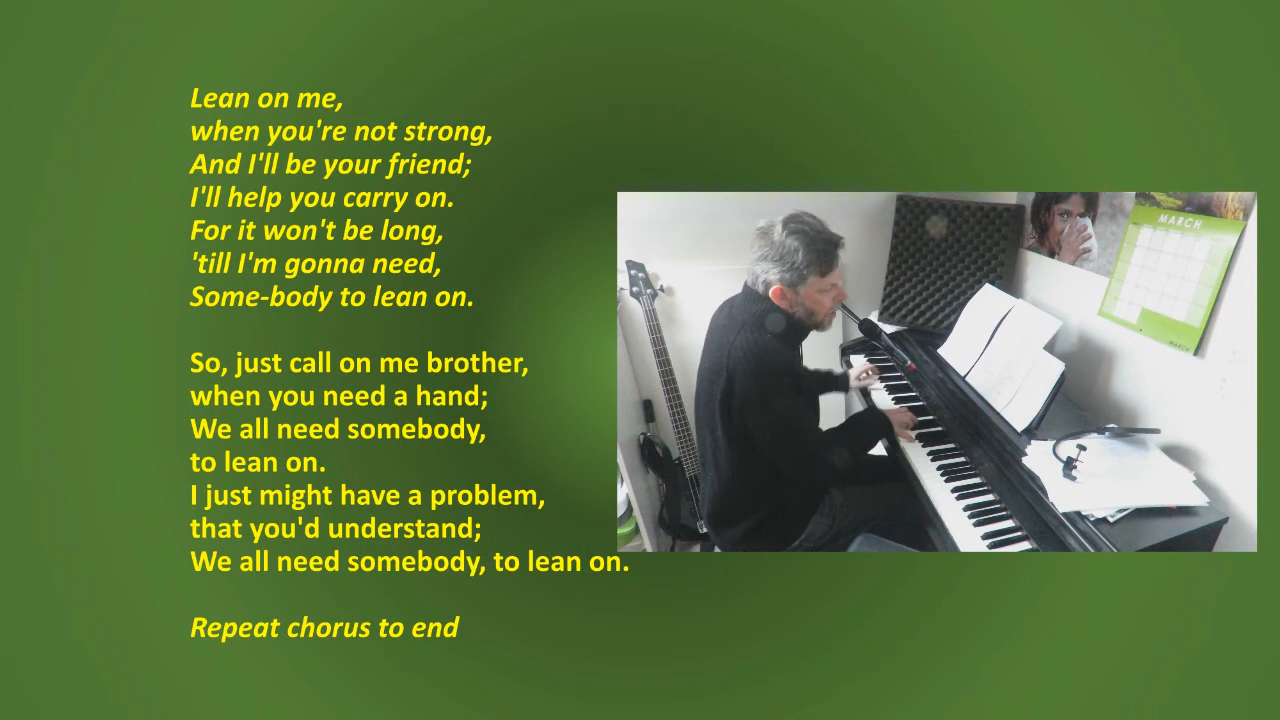 Lean on me,
when you're not strong,
And I'll be your friend;
I'll help you carry on.
For it won't be long,
'till I'm gonna need,
Some-body to lean on.
So, just call on me brother,
when you need a hand;
We all need somebody,
to lean on.
I just might have a problem,
that you'd understand;
We all need somebody, to lean on.
Repeat chorus to end
MARCH
MARCH